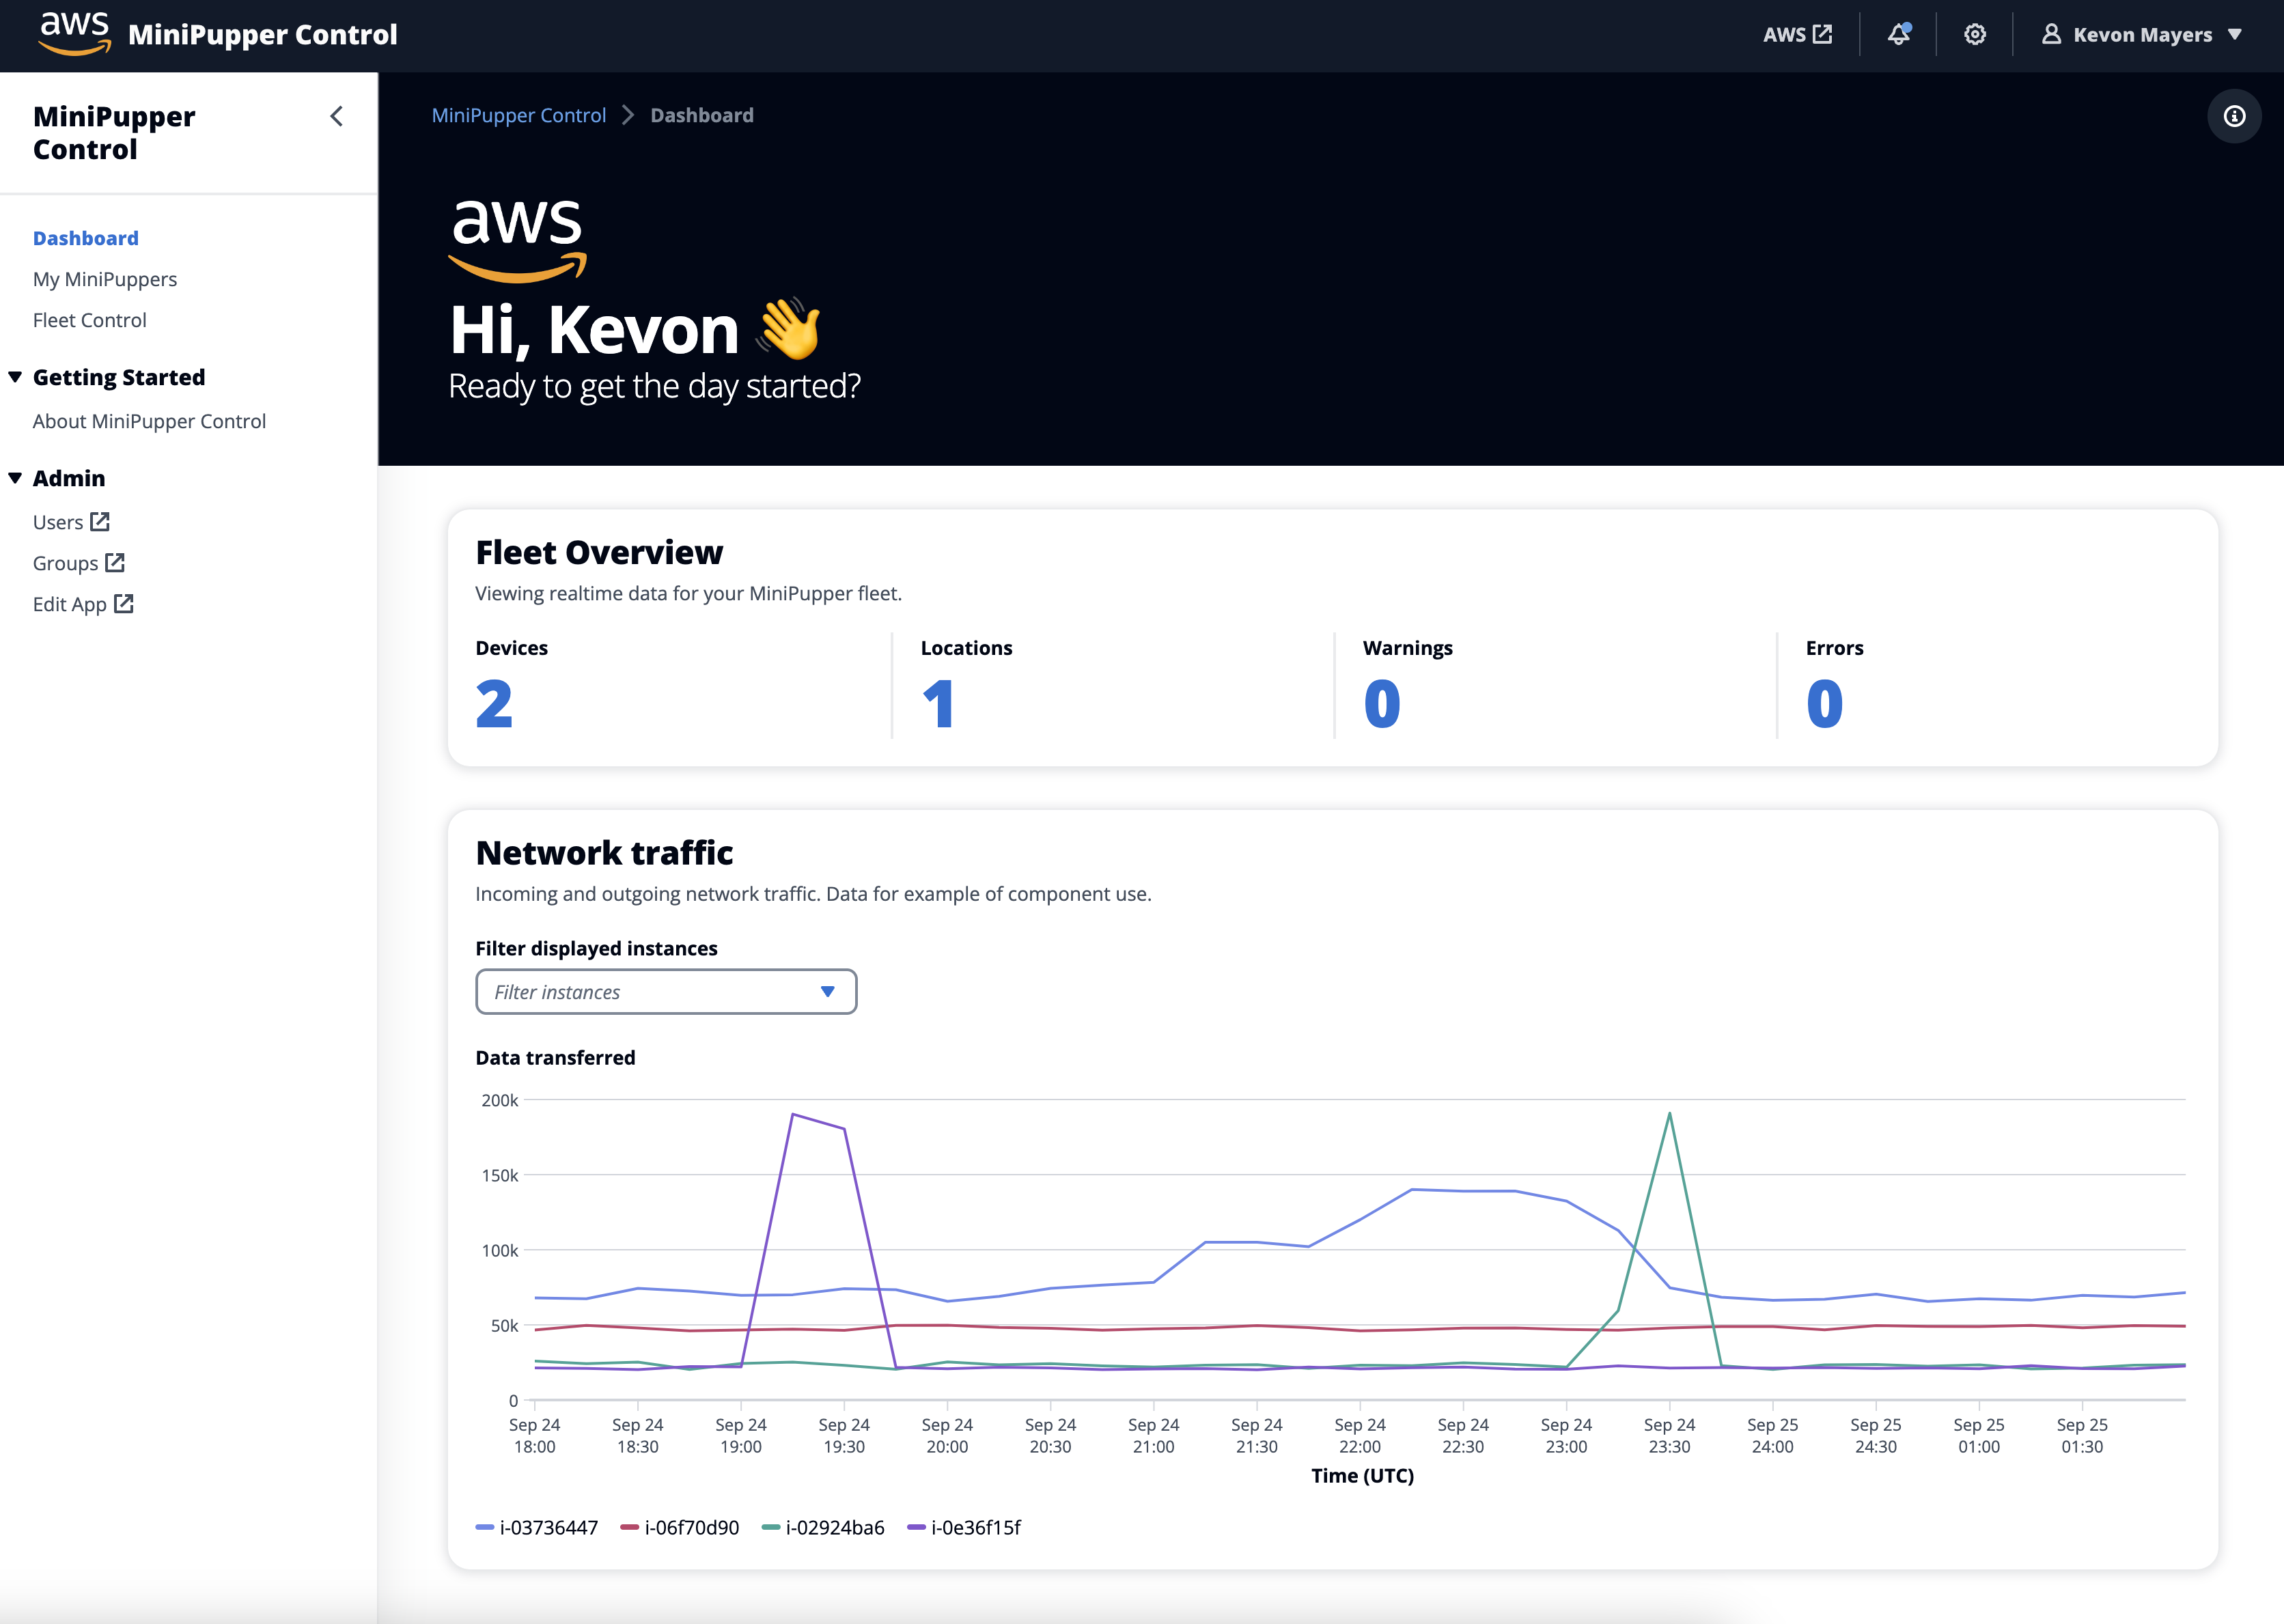 aws MiniPupper Control
AWS
Kevon Mayers
MiniPupper
Control
Dashboard
My MiniPuppers
Fleet Control
Getting Started
About MiniPupper Control
Admin
Users
Groups
Edit App
MiniPupper Control Dashboard
aws
Hi, Kevon 👋
Ready to get the day started?
Fleet Overview
Viewing realtime data for your MiniPupper fleet.
Devices
2
Locations
1
Warnings
0
Errors
0
Network traffic
Incoming and outgoing network traffic. Data for example of component use.
Filter displayed instances
Filter instances
Data transferred
200k
150k
100k
50k
0
Sep 24 18:00
Sep 24 18:30
Sep 24 19:00
Sep 24 19:30
Sep 24 20:00
Sep 24 20:30
Sep 24 21:00
Sep 24 21:30
Sep 24 22:00
Sep 24 22:30
Sep 24 23:00
Sep 24 23:30
Sep 25 24:00
Sep 25 24:30
Sep 25 01:00
Sep 25 01:30
Time (UTC)
i-03736447 i-06f70d90 i-02924ba6 i-0e36f15f